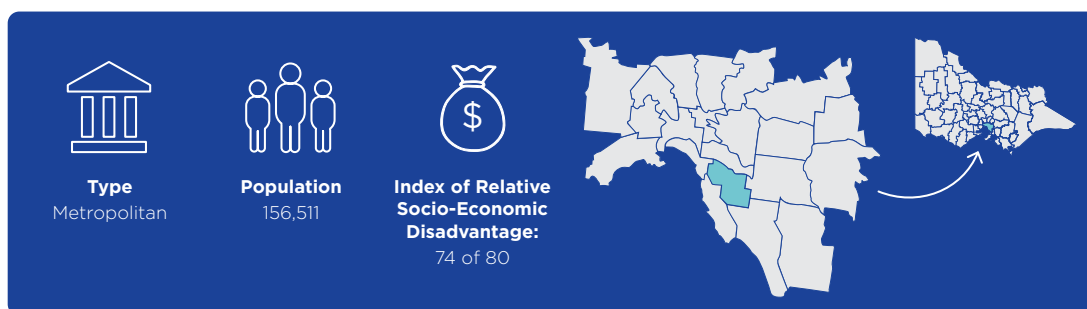 $
Type
Metropolitan
Population
156,511
Index of Relative
Socio-Economic
Disadvantage:
74 of 80